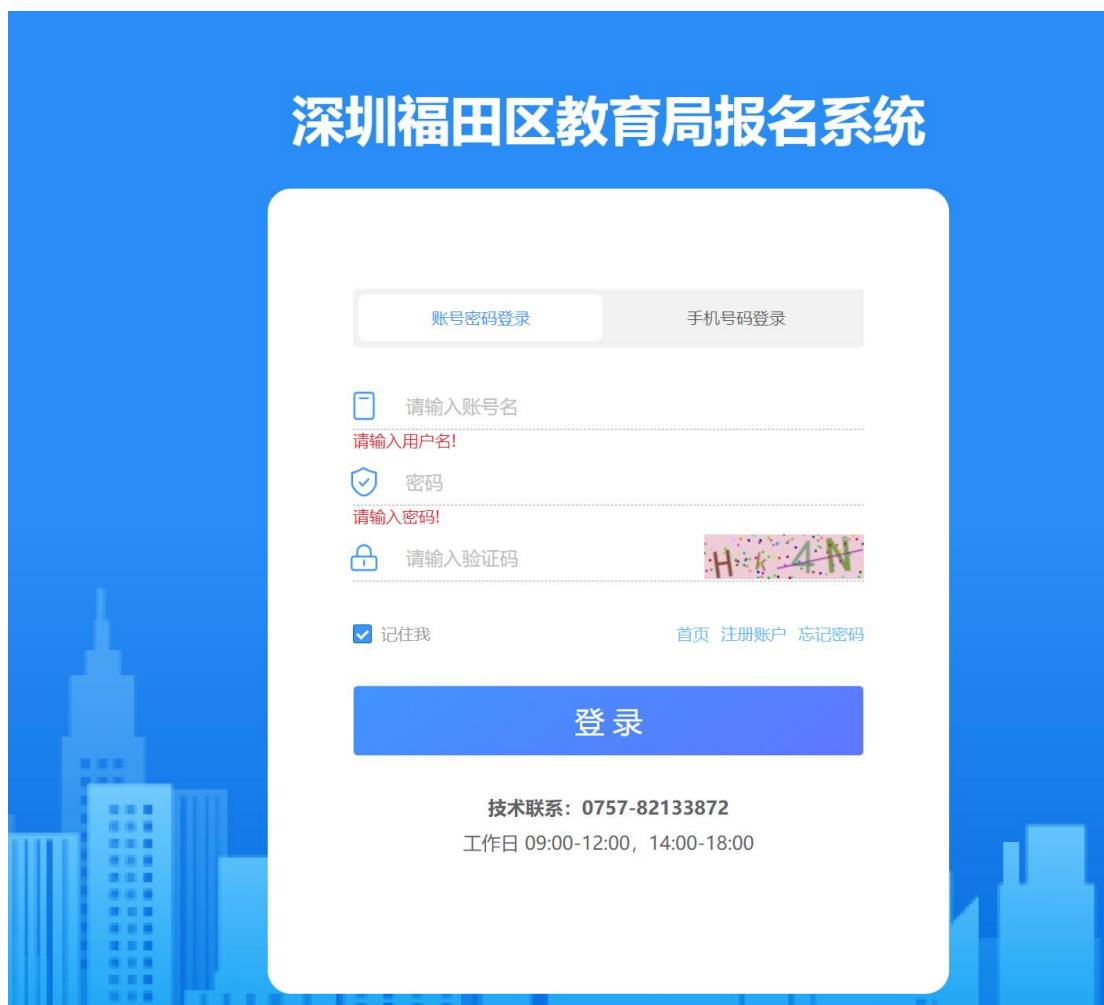 深圳福田区教育局报名系统
账号密码登录 手机号码登录
请输入账号名
请输入用户名!
密码
请输入密码!
请输入验证码
记住我 首页 注册账户 忘记密码
登录
技术联系：0757-82133872
工作日 09:00-12:00，14:00-18:00